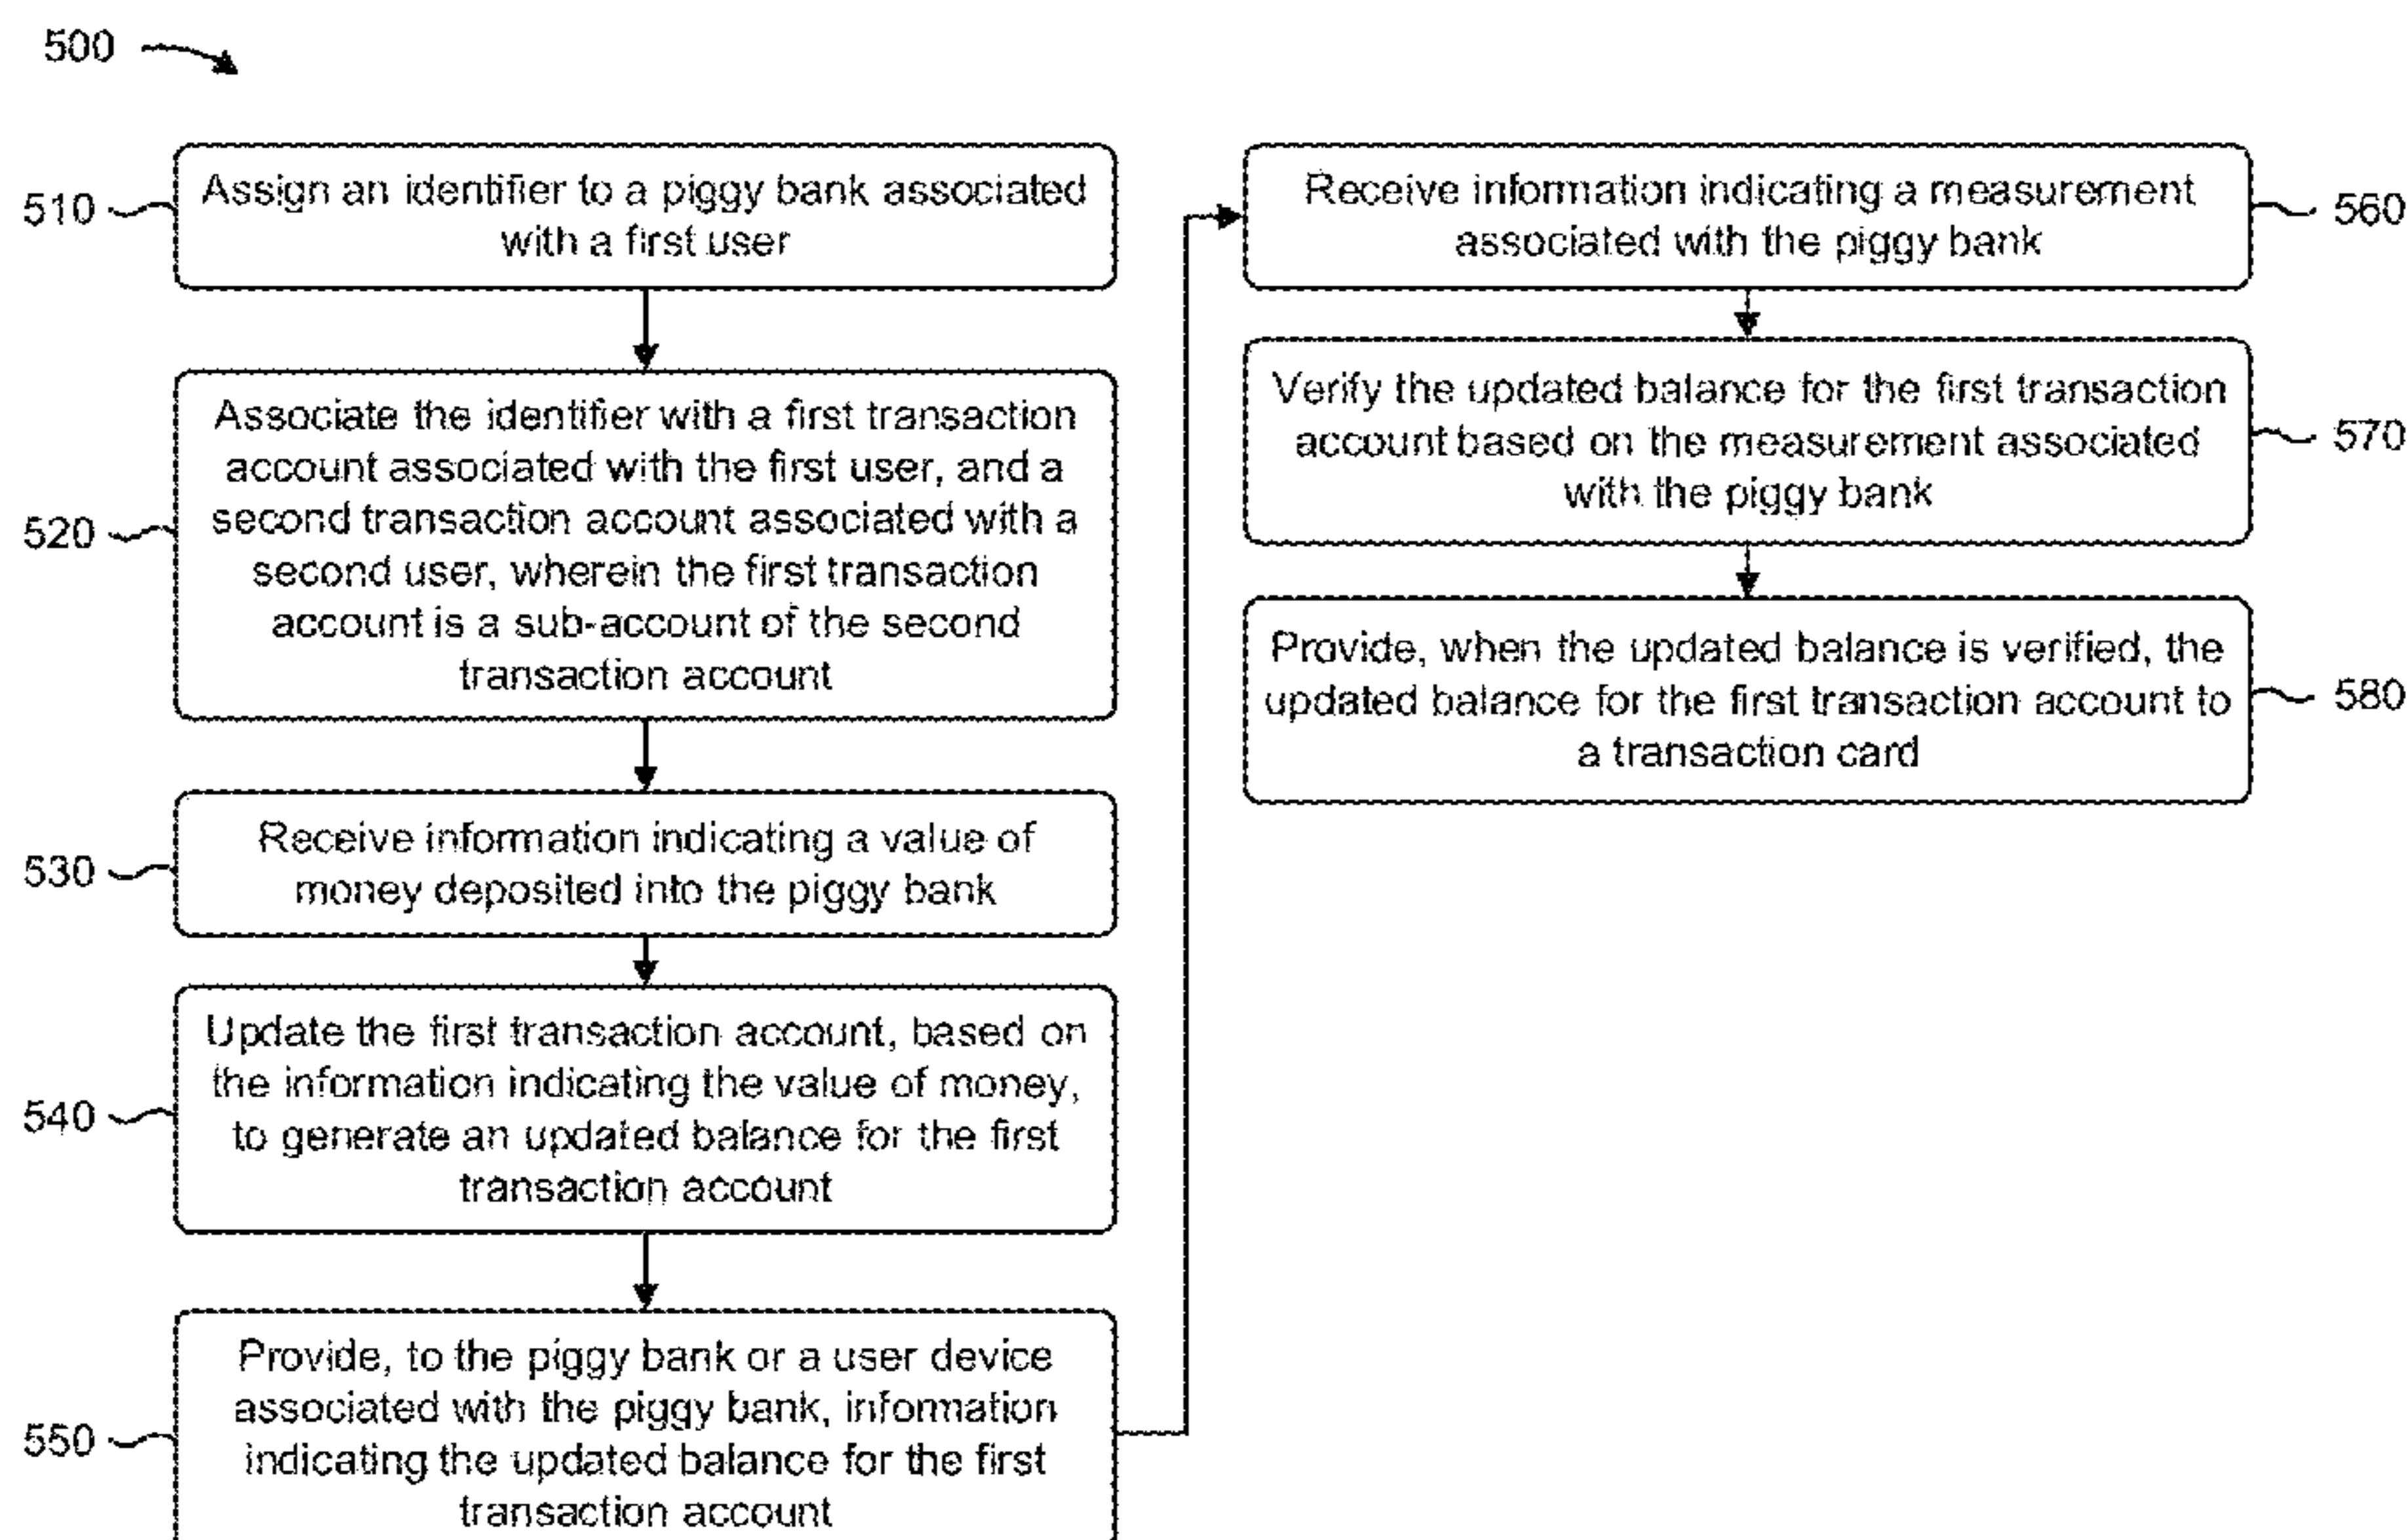 500
510
Assign an identifier to a piggy bank associated
with a first user
520
Associate the identifier with a first transaction
account associated with the first user, and a
second transaction account associated with a
second user, wherein the first transaction
account is a sub-account of the second
transaction account
530
Receive information indicating a value of
money deposited into the piggy bank
540
Update the first transaction account, based on
the information indicating the value of money,
to generate an updated balance for the first
transaction account
550
Provide, to the piggy bank or a user device
associated with the piggy bank, information
indicating the updated balance for the first
transaction account
Receive information indicating a measurement
associated with the piggy bank
560
Verify the updated balance for the first transaction
account based on the measurement associated
with the piggy bank
570
Provide, when the updated balance is verified, the
updated balance for the first transaction account to
a transaction card
580